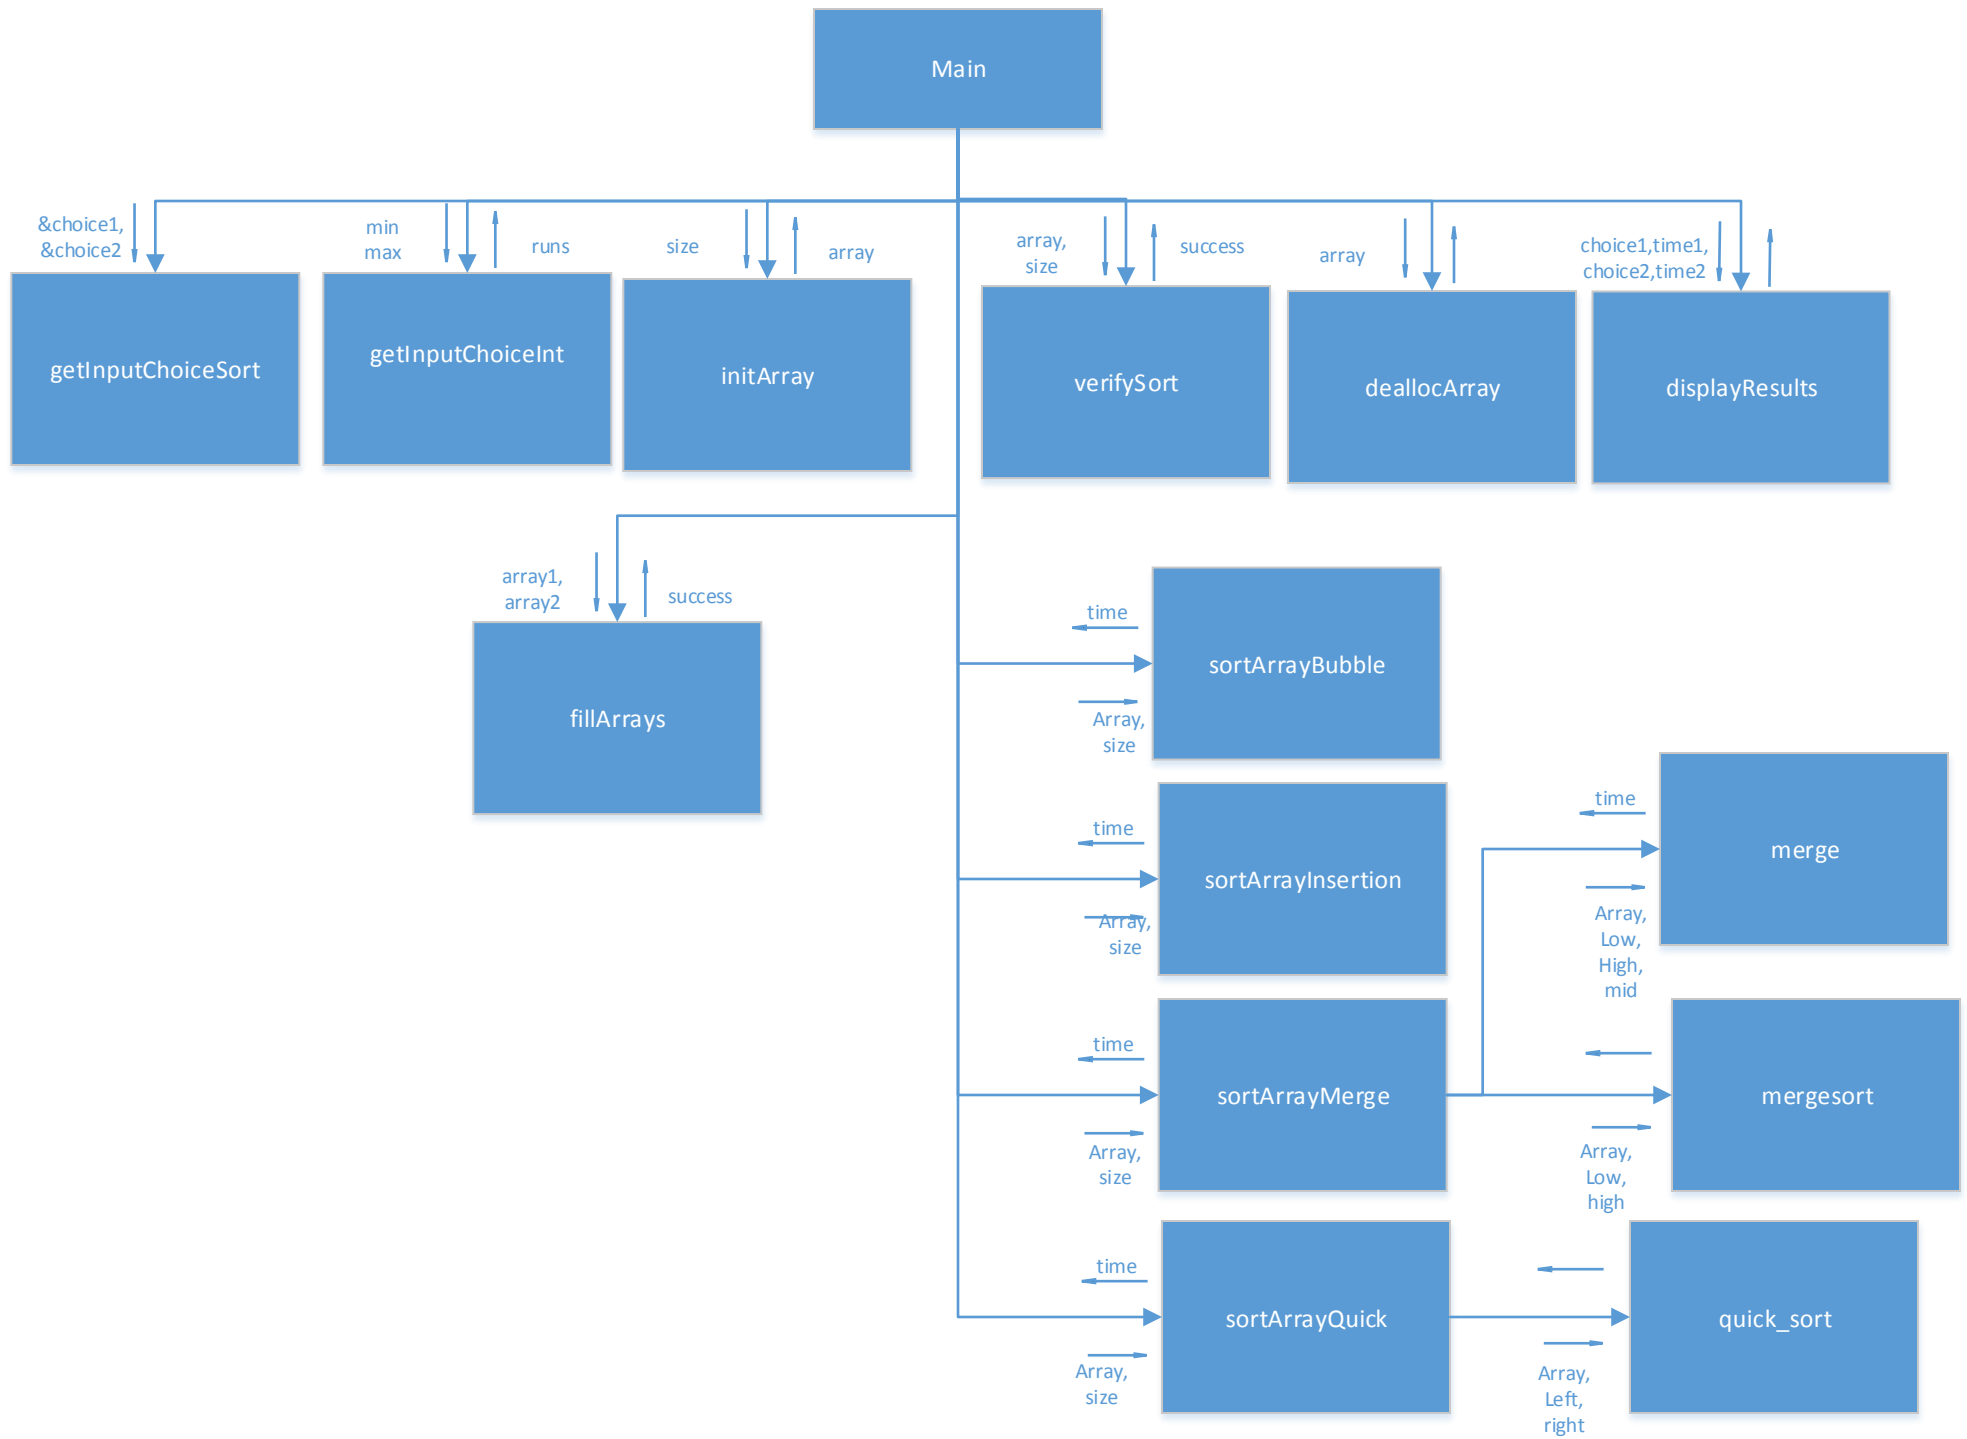 Main
&choice1,
&choice2
min
max
runs
size
array
array,
size
success
array
choice1,time1,
choice2,time2
getInputChoiceSort
getInputChoiceInt
initArray
verifySort
deallocArray
displayResults
array1,
array2
success
fillArrays
time
sortArrayBubble
Array,
size
time
sortArrayInsertion
Array,
size
time
merge
Array,
Low,
High,
mid
time
sortArrayMerge
Array,
size
mergesort
Array,
Low,
high
time
sortArrayQuick
Array,
size
quick_sort
Array,
Left,
right